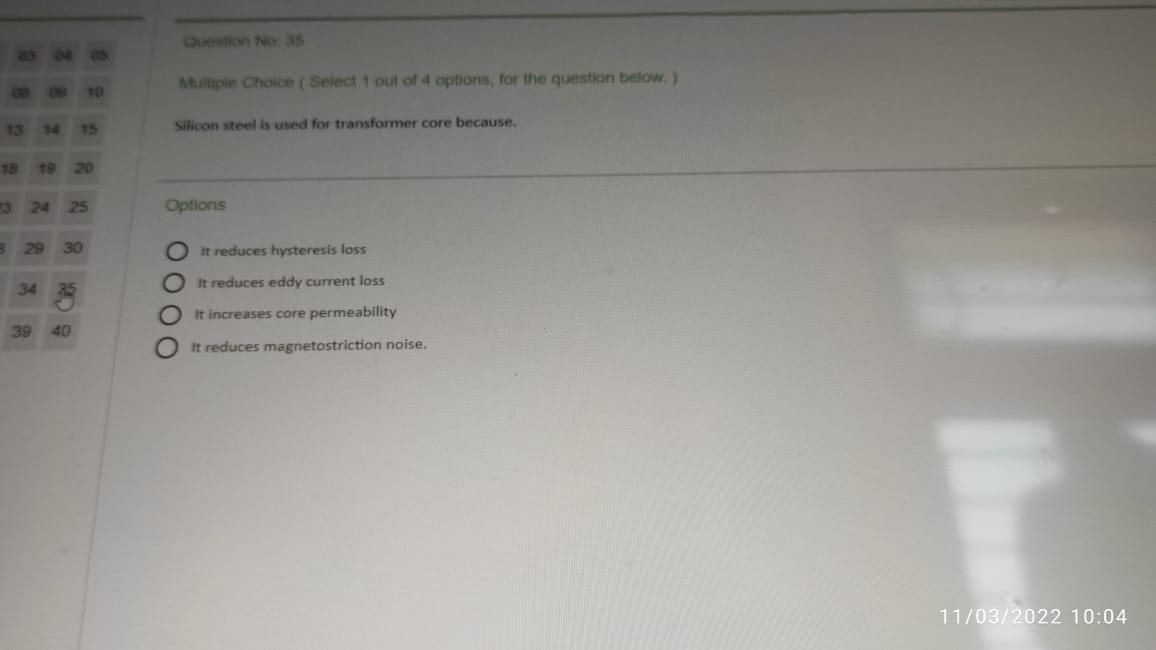 Question No: 35
Multiple Choice ( Select 1 out of 4 options, for the question below. )
Silicon steel is used for transformer core because.
Options
It reduces hysteresis loss
It reduces eddy current loss
It increases core permeability
It reduces magnetostriction noise.
03 04 05
08 09 10
13 14 15
18 19 20
24 25
29 30
34 35
39 40
11/03/2022 10:04